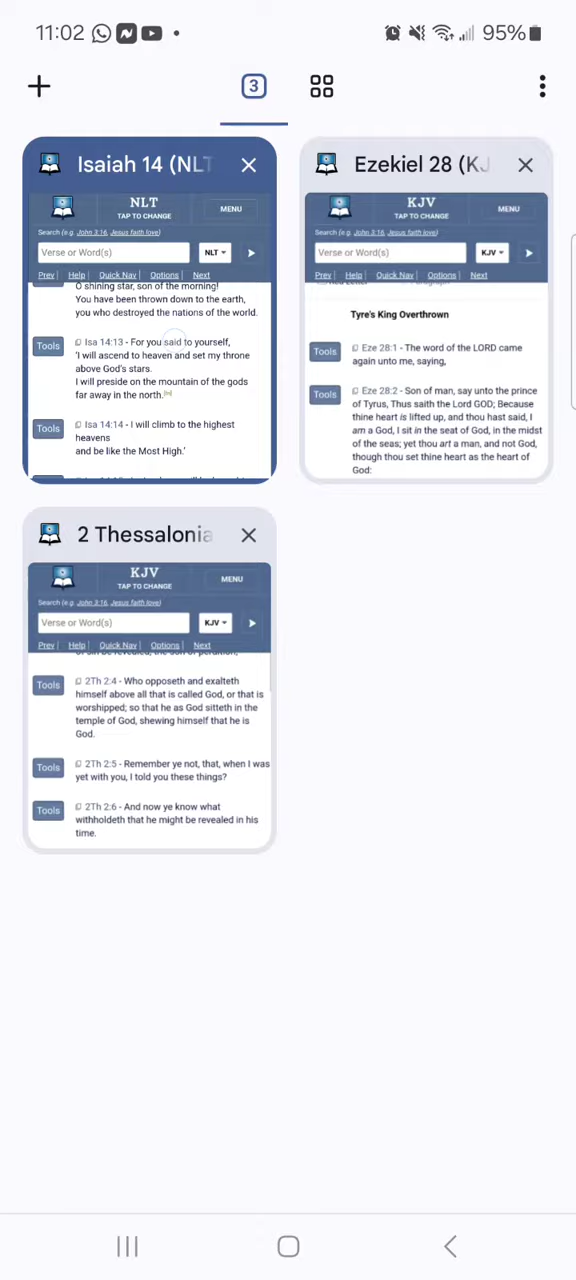 11:02
95%
3
Isaiah 14 (NLT
NLT
TAP TO CHANGE
MENU
Search (e.g. John 3:16, Jesus faith love)
Verse or Word(s)
NLT
Prev | Help | Quick Nav | Options | Next
O shining star, son of the morning!
You have been thrown down to the earth,
you who destroyed the nations of the world.
Tools
Isa 14:13 - For you said to yourself,
'I will ascend to heaven and set my throne
above God's stars.
I will preside on the mountain of the gods
far away in the north.
Tools
Isa 14:14 - I will climb to the highest
heavens
and be like the Most High.'
Ezekiel 28 (KJ
KJV
TAP TO CHANGE
MENU
Search (e.g. John 3:16, Jesus faith love)
Verse or Word(s)
KJV
Prev | Help | Quick Nav | Options | Next
Tyre's King Overthrown
Tools
Eze 28:1 - The word of the LORD came
again unto me, saying,
Tools
Eze 28:2 - Son of man, say unto the prince
of Tyrus, Thus saith the Lord GOD; Because
thine heart is lifted up, and thou hast said, I
am a God, I sit in the seat of God, in the midst
of the seas; yet thou art a man, and not God,
though thou set thine heart as the heart of
God:
2 Thessalonia
KJV
TAP TO CHANGE
MENU
Search (e.g. John 3:16, Jesus faith love)
Verse or Word(s)
KJV
Prev | Help | Quick Nav | Options | Next
of sin be revealed, the son of perdition;
Tools
2Th 2:4 - Who opposeth and exalteth
himself above all that is called God, or that is
worshipped; so that he as God sitteth in the
temple of God, shewing himself that he is
God.
Tools
2Th 2:5 - Remember ye not, that, when I was
yet with you, I told you these things?
Tools
2Th 2:6 - And now ye know what
withholdeth that he might be revealed in his
time.